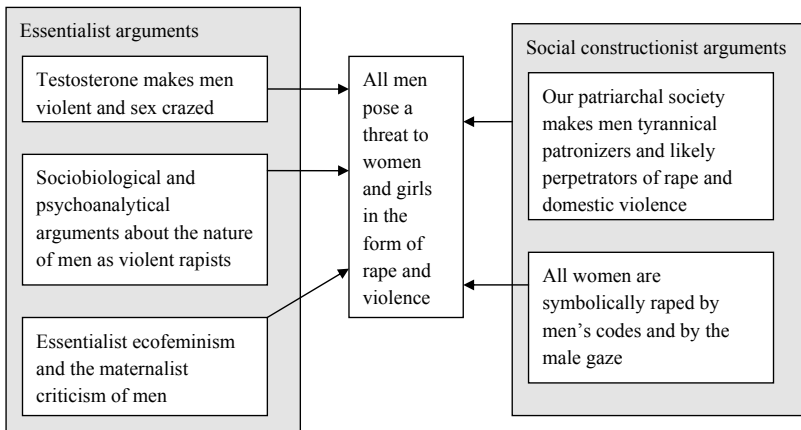 Essentialist arguments
Testosterone makes men
violent and sex crazed
Sociobiological and
psychoanalytical
arguments about the nature
of men as violent rapists
Essentialist ecofeminism
and the maternalist
criticism of men
All men
pose a
threat to
women
and girls
in the
form of
rape and
violence
Social constructionist arguments
Our patriarchal society
makes men tyrannical
patronizers and likely
perpetrators of rape and
domestic violence
All women are
symbolically raped by
men’s codes and by the
male gaze